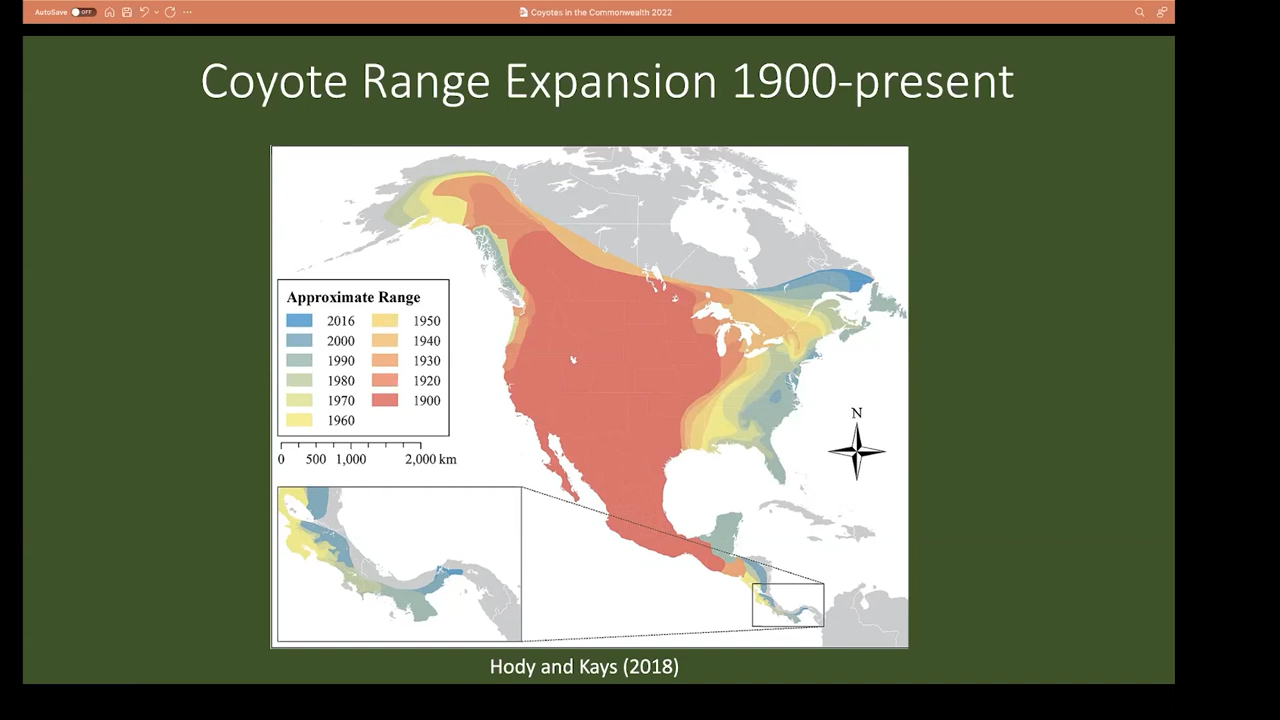 AutoSave OFF
Coyotes in the Commonwealth 2022
Coyote Range Expansion 1900-present
Approximate Range
2016 1950
2000 1940
1990 1930
1980 1920
1970 1900
1960
0 500 1,000 2,000 km
N
Hody and Kays (2018)